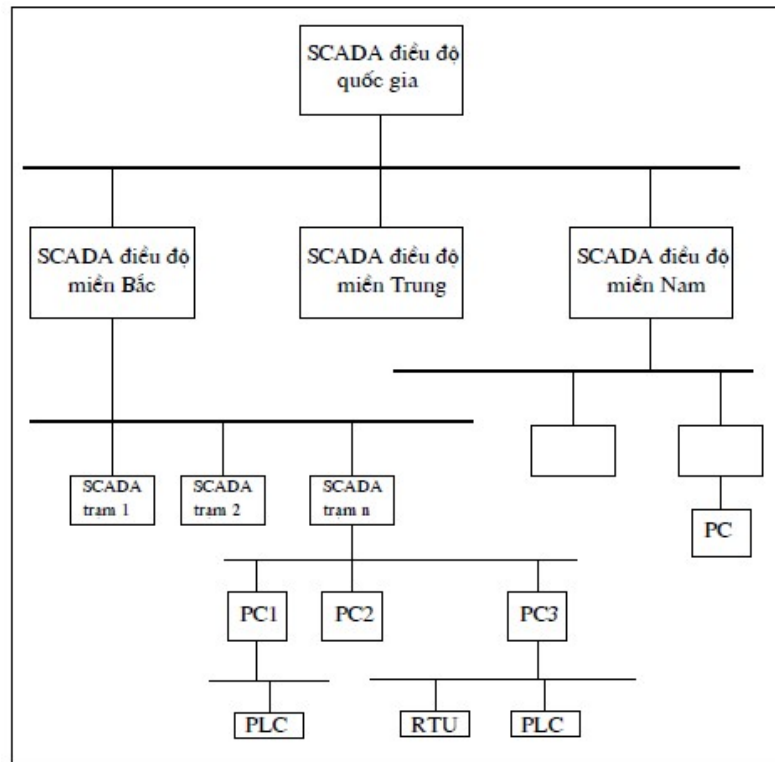 SCADA điều độ
quốc gia
SCADA điều độ
miền Bắc
SCADA điều độ
miền Trung
SCADA điều độ
miền Nam
SCADA
trạm 1
SCADA
trạm 2
SCADA
trạm n
PC
PC1
PC2
PC3
PLC
RTU
PLC